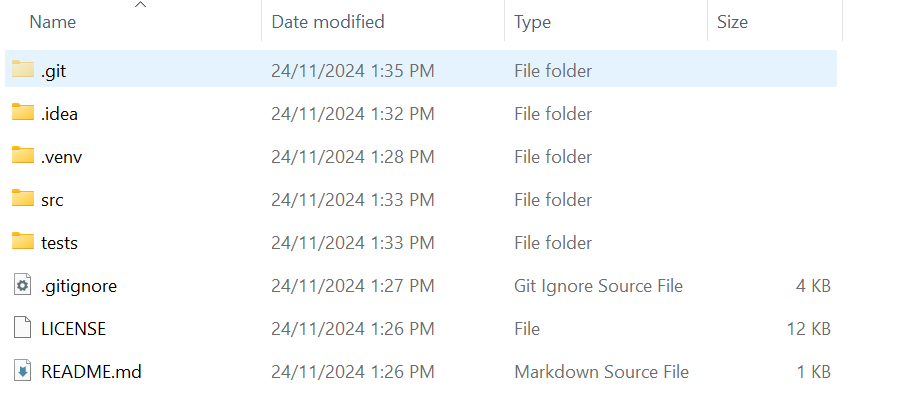 Name Date modified Type Size
.git 24/11/2024 1:35 PM File folder
.idea 24/11/2024 1:32 PM File folder
.venv 24/11/2024 1:28 PM File folder
src 24/11/2024 1:33 PM File folder
tests 24/11/2024 1:33 PM File folder
.gitignore 24/11/2024 1:27 PM Git Ignore Source File 4 KB
LICENSE 24/11/2024 1:26 PM File 12 KB
README.md 24/11/2024 1:26 PM Markdown Source File 1 KB